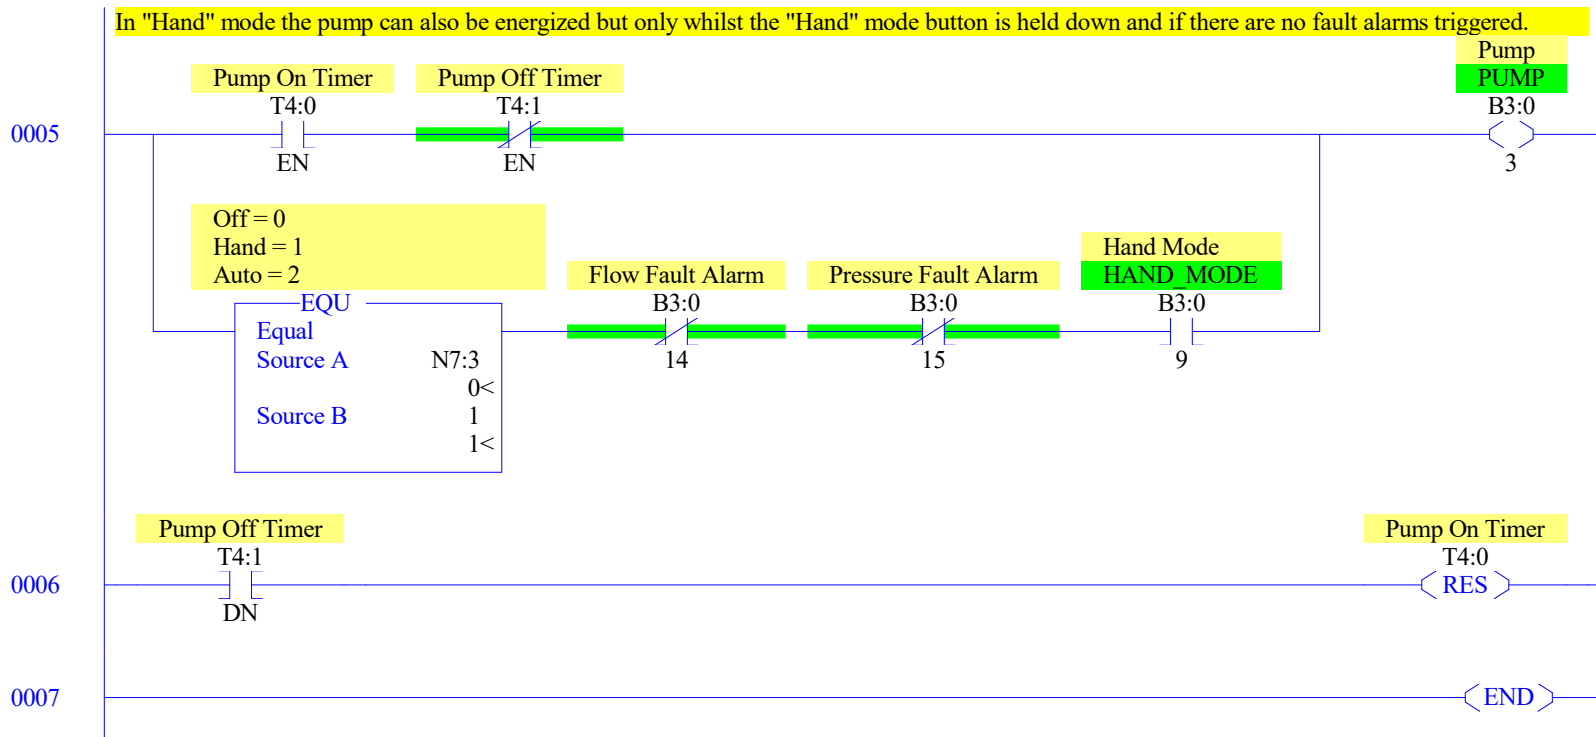 In "Hand" mode the pump can also be energized but only whilst the "Hand" mode button is held down and if there are no fault alarms triggered.
Pump
Pump On Timer Pump Off Timer PUMP
T4:0 T4:1 B3:0
0005
EN EN 3
Off = 0
Hand = 1 Hand Mode
Auto = 2 Flow Fault Alarm Pressure Fault Alarm HAND_MODE
EQU B3:0 B3:0 B3:0
Equal
Source A N7:3 14 15 9
0<
Source B 1
1<
Pump Off Timer Pump On Timer
T4:1 T4:0
0006 RES
DN
0007 END